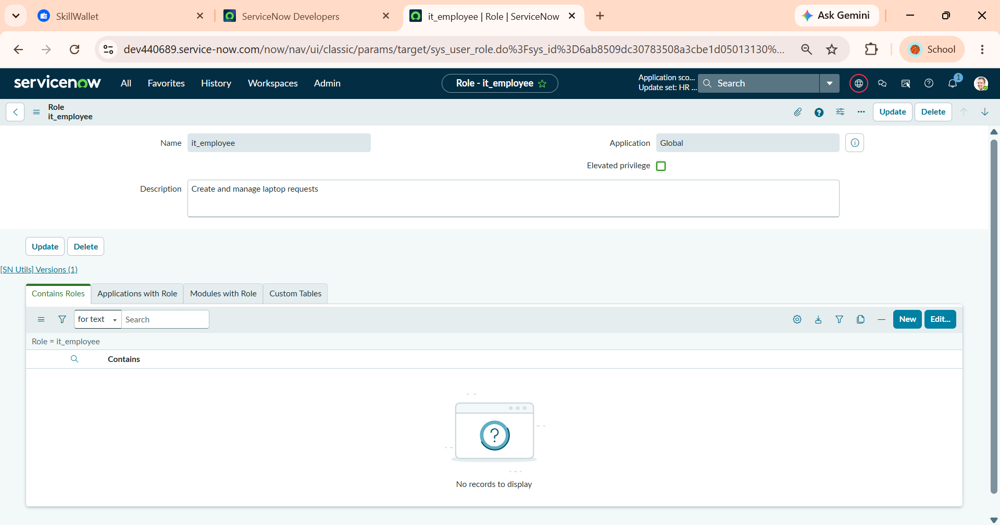 SkillWallet
ServiceNow Developers
it_employee | Role | ServiceNow
Ask Gemini
dev440689.service-now.com/now/nav/ui/classic/params/target/sys_user_role.do%3Fsys_id%3D6ab8509dc30783508a3cbe1d05013130%...
School
servicenow
All
Favorites
History
Workspaces
Admin
Role - it_employee
Application sco...
Update set: HR ...
Search
1
Role
it_employee
Update
Delete
Name
it_employee
Application
Global
Elevated privilege
Description
Create and manage laptop requests
Update
Delete
[SN Utils] Versions (1)
Contains Roles
Applications with Role
Modules with Role
Custom Tables
for text
Search
New
Edit...
Role = it_employee
Contains
No records to display